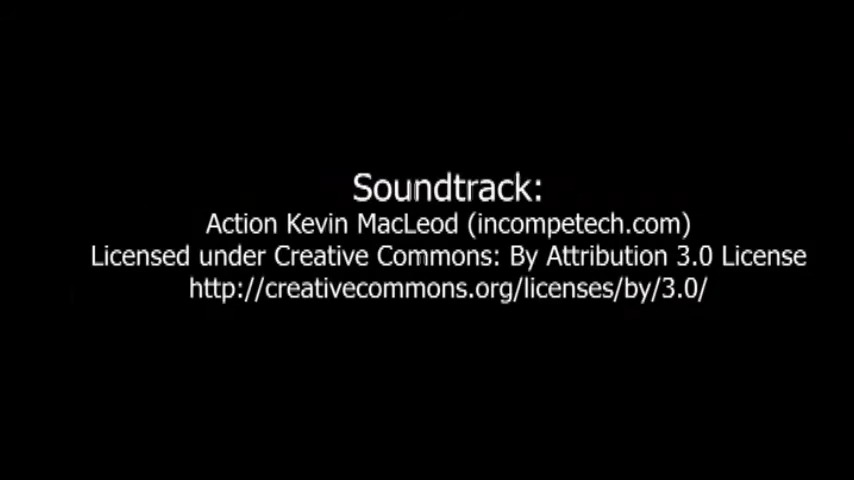 Soundtrack:
Action Kevin MacLeod (incompetech.com)
Licensed under Creative Commons: By Attribution 3.0 License
http://creativecommons.org/licenses/by/3.0/